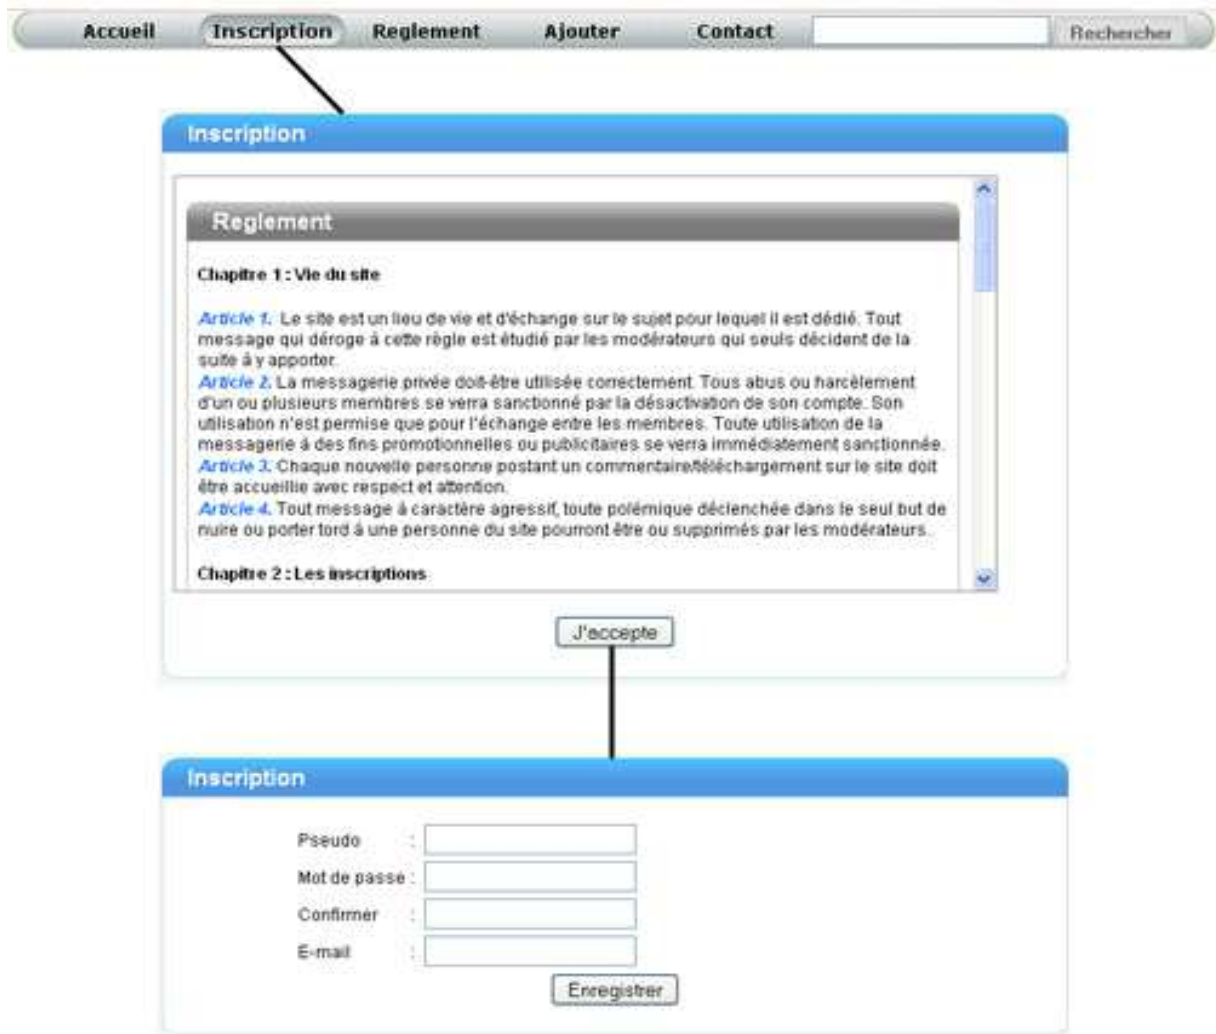 Accueil Inscription Reglement Ajouter Contact Rechercher
Inscription
Reglement
Chapitre 1 : Vie du site
Article 1. Le site est un lieu de vie et d'échange sur le sujet pour lequel il est dédié. Tout
message qui déroge à cette règle est étudié par les modérateurs qui seuls décident de la
suite à y apporter.
Article 2. La messagerie privée doit-être utilisée correctement. Tous abus ou harcèlement
d'un ou plusieurs membres se verra sanctionné par la désactivation de son compte. Son
utilisation n'est permise que pour l'échange entre les membres. Toute utilisation de la
messagerie à des fins promotionnelles ou publicitaires se verra immédiatement sanctionnée.
Article 3. Chaque nouvelle personne postant un commentaire/téléchargement sur le site doit
être accueillie avec respect et attention.
Article 4. Tout message à caractère agressif, toute polémique déclenchée dans le seul but de
nuire ou porter tord à une personne du site pourront être ou supprimés par les modérateurs.
Chapitre 2 : Les inscriptions
J'accepte
Inscription
Pseudo :
Mot de passe :
Confirmer :
E-mail :
Enregistrer